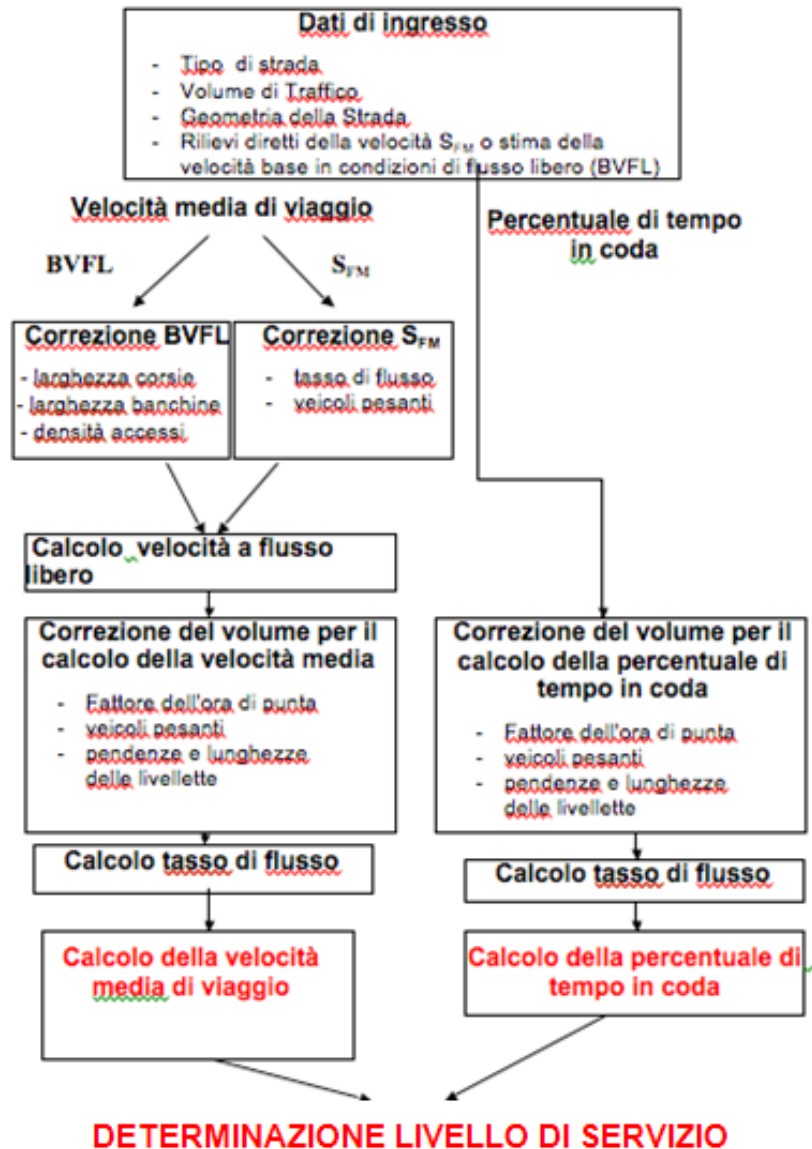 Dati di ingresso
- Tipo di strada
- Volume di Traffico
- Geometria della Strada
- Rilievi diretti della velocità SFM o stima della
velocità base in condizioni di flusso libero (BVFL)
Velocità media di viaggio
Percentuale di tempo
in coda
BVFL
SFM
Correzione BVFL
- larghezza corsie
- larghezza banchine
- densità accessi
Correzione SFM
- tasso di flusso
- veicoli pesanti
Calcolo velocità a flusso
libero
Correzione del volume per il
calcolo della velocità media
- Fattore dell'ora di punta
- veicoli pesanti
- pendenze e lunghezze
delle livellette
Correzione del volume per il
calcolo della percentuale di
tempo in coda
- Fattore dell'ora di punta
- veicoli pesanti
- pendenze e lunghezze
delle livellette
Calcolo tasso di flusso
Calcolo tasso di flusso
Calcolo della velocità
media di viaggio
Calcolo della percentuale di
tempo in coda
DETERMINAZIONE LIVELLO DI SERVIZIO